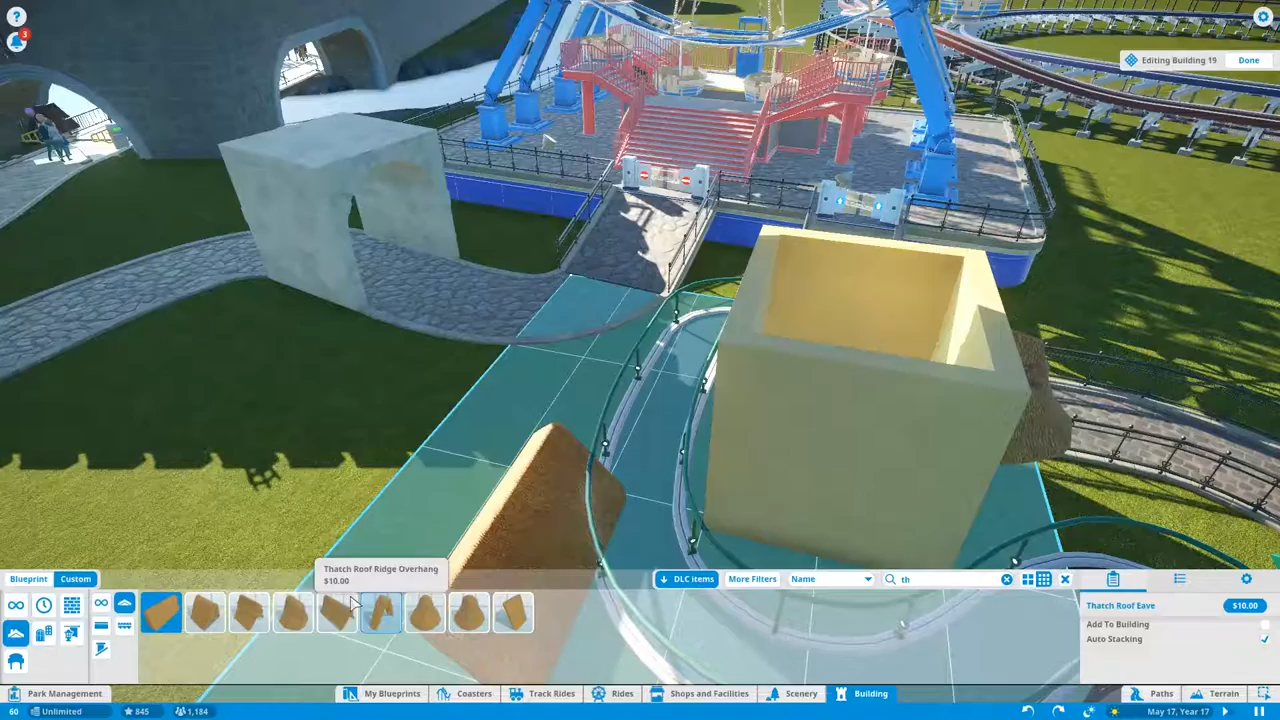 ?
3
Editing Building 19
Done
Thatch Roof Ridge Overhang
$10.00
Blueprint
Custom
DLC items
More Filters
Name
th
Thatch Roof Eave
$10.00
Add To Building
Auto Stacking
Park Management
My Blueprints
Coasters
Track Rides
Rides
Shops and Facilities
Scenery
Building
Paths
Terrain
60
Unlimited
845
1,184
May 17, Year 17